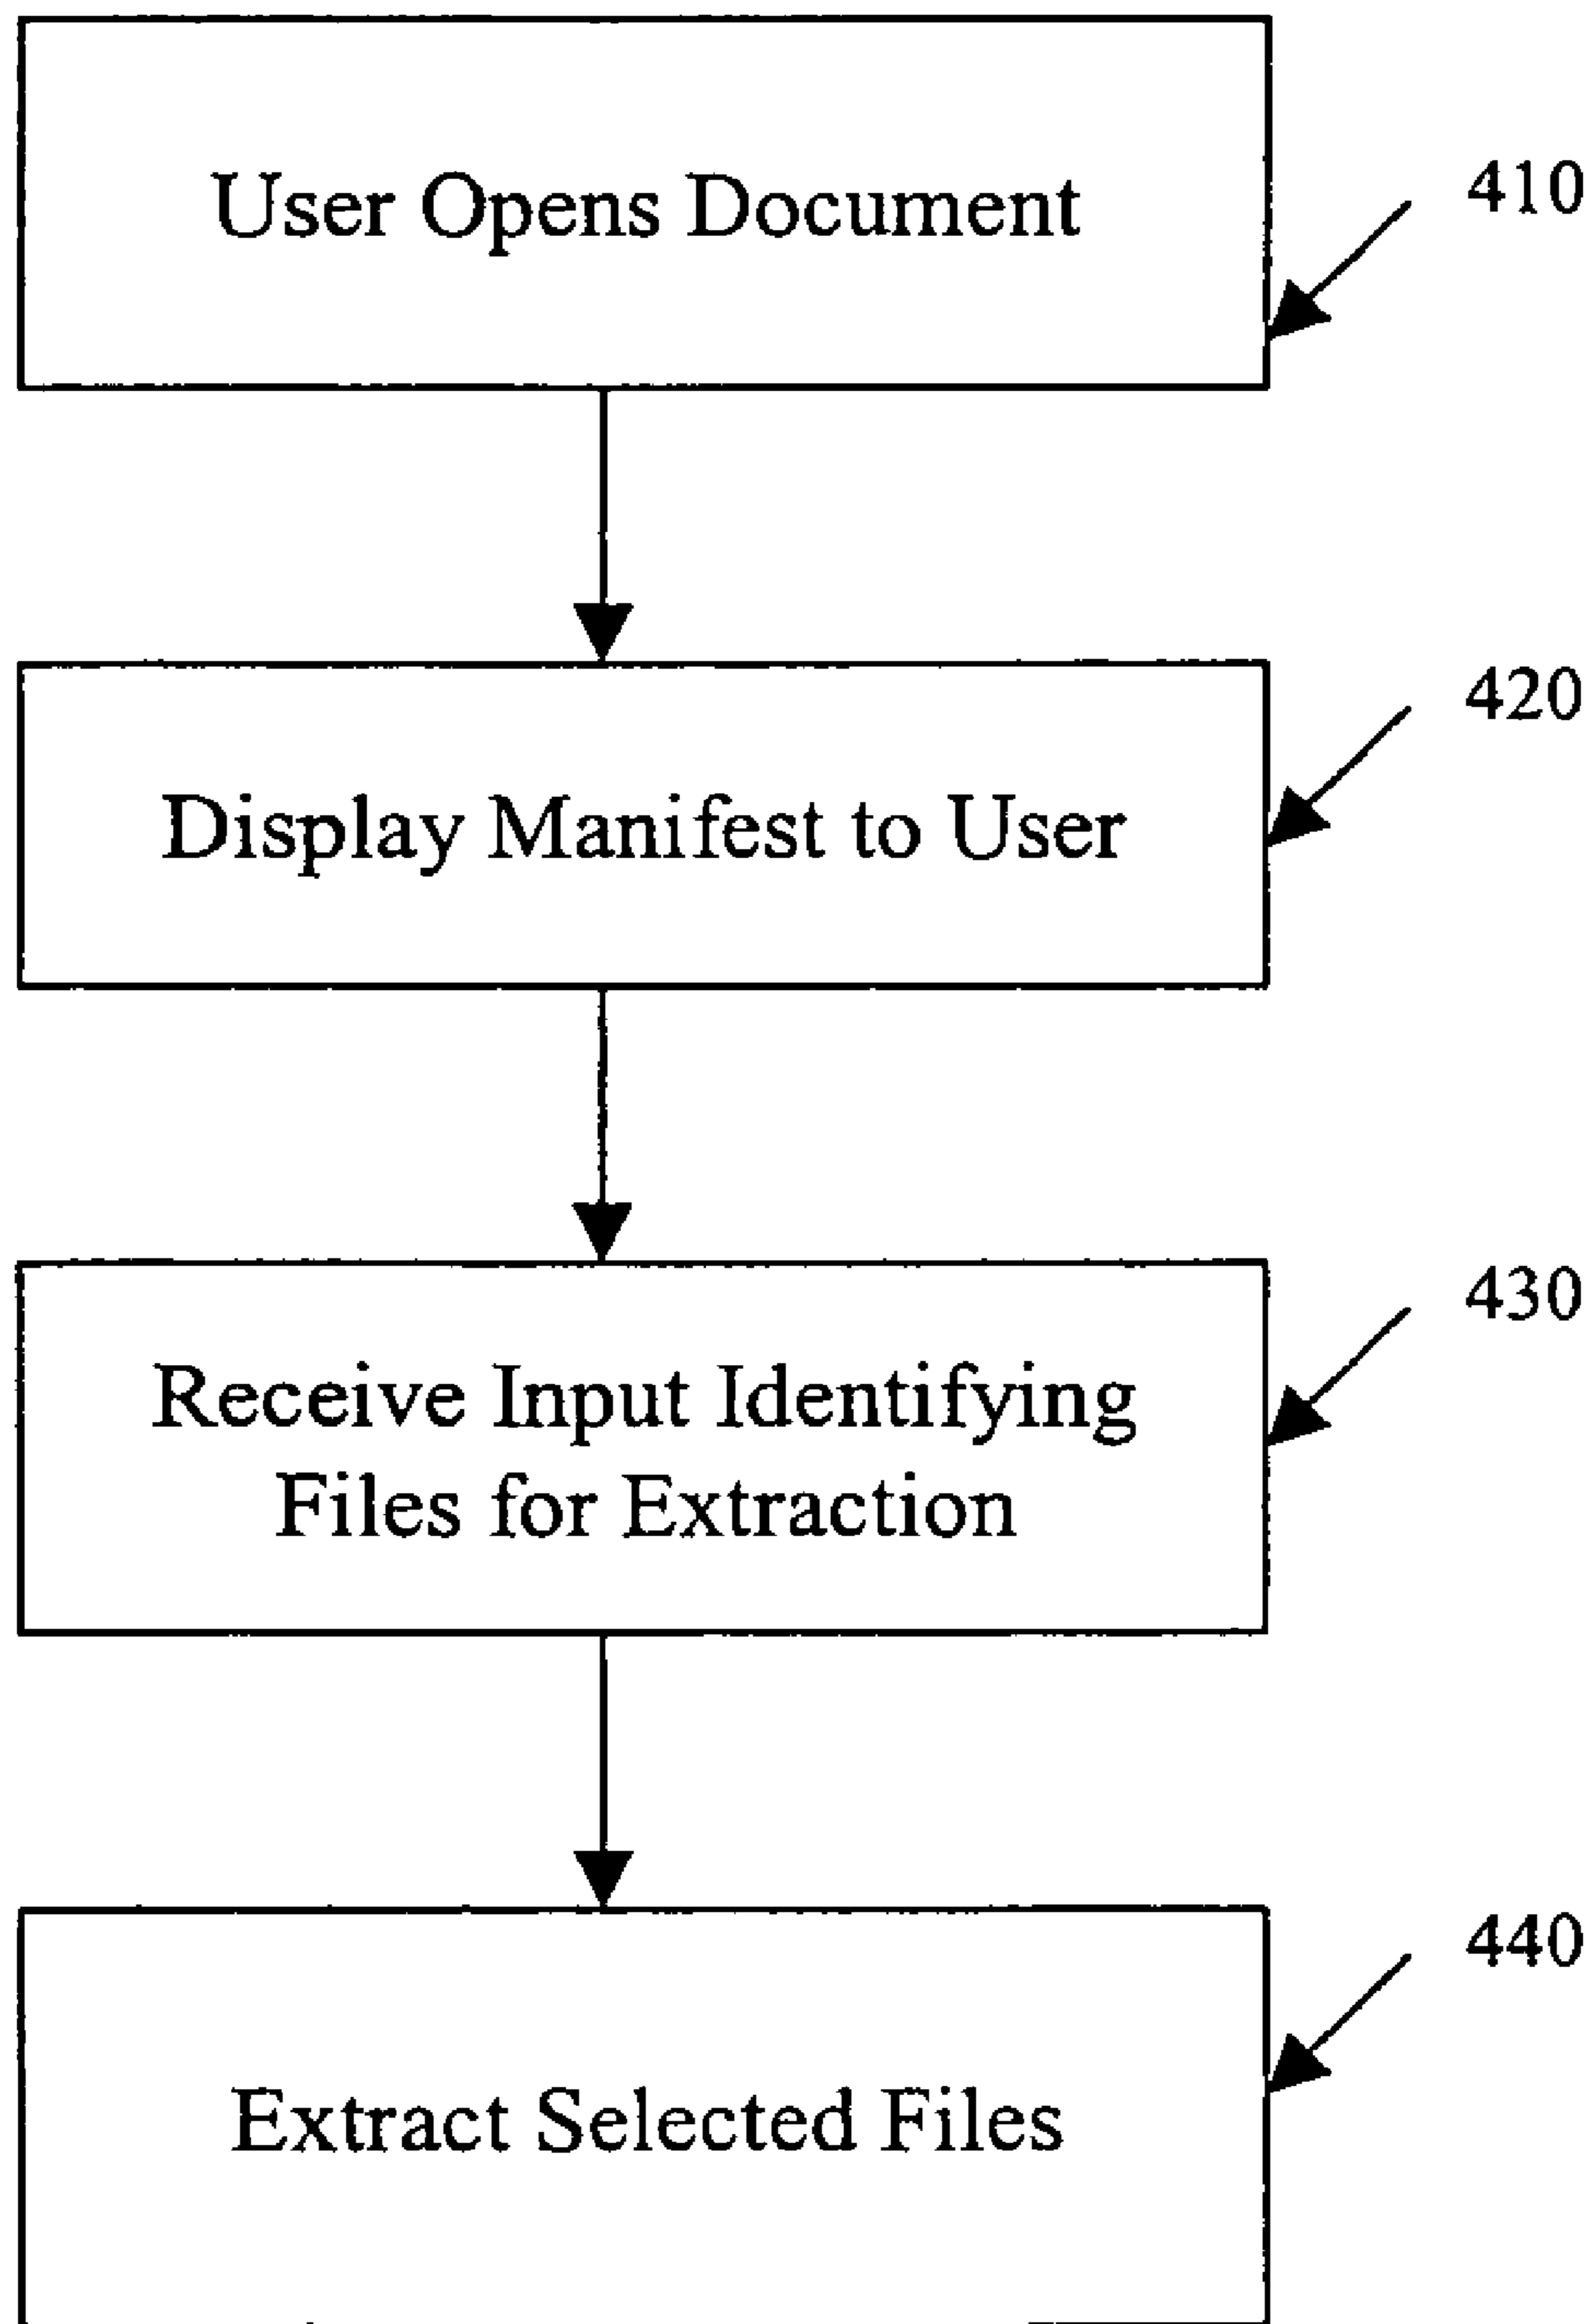 User Opens Document
410
Display Manifest to User
420
Receive Input Identifying
Files for Extraction
430
Extract Selected Files
440